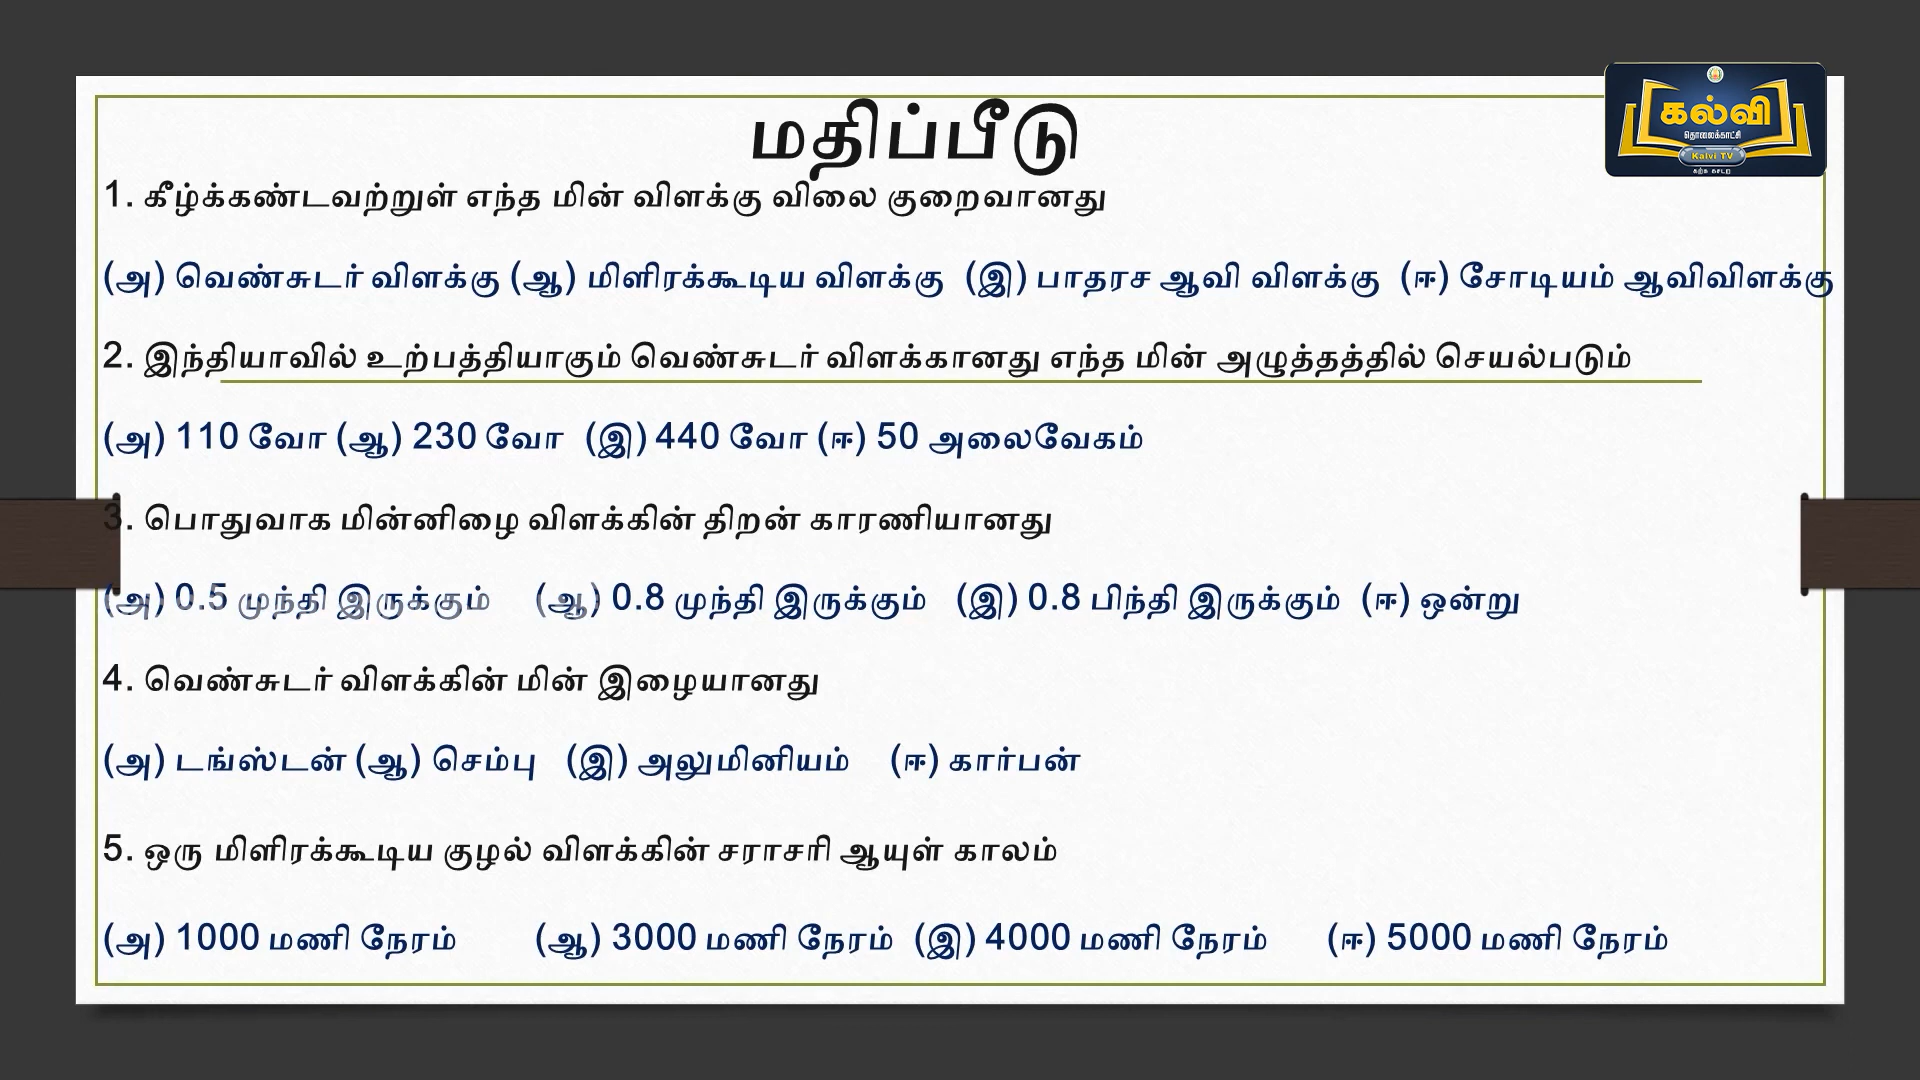 மதிப்பீடு
கல்வி
தொலைக்காட்சி
Kalvi TV
கற்க கசடற
1. கீழ்க்கண்டவற்றுள் எந்த மின் விளக்கு விலை குறைவானது
(அ) வெண்சுடர் விளக்கு (ஆ) மிளிரக்கூடிய விளக்கு (இ) பாதரச ஆவி விளக்கு (ஈ) சோடியம் ஆவிவிளக்கு
2. இந்தியாவில் உற்பத்தியாகும் வெண்சுடர் விளக்கானது எந்த மின் அழுத்தத்தில் செயல்படும்
(அ) 110 வோ (ஆ) 230 வோ (இ) 440 வோ (ஈ) 50 அலைவேகம்
3. பொதுவாக மின்னிழை விளக்கின் திறன் காரணியானது
(அ) 0.5 முந்தி இருக்கும் (ஆ) 0.8 முந்தி இருக்கும் (இ) 0.8 பிந்தி இருக்கும் (ஈ) ஒன்று
4. வெண்சுடர் விளக்கின் மின் இழையானது
(அ) டங்ஸ்டன் (ஆ) செம்பு (இ) அலுமினியம் (ஈ) கார்பன்
5. ஒரு மிளிரக்கூடிய குழல் விளக்கின் சராசரி ஆயுள் காலம்
(அ) 1000 மணி நேரம் (ஆ) 3000 மணி நேரம் (இ) 4000 மணி நேரம் (ஈ) 5000 மணி நேரம்